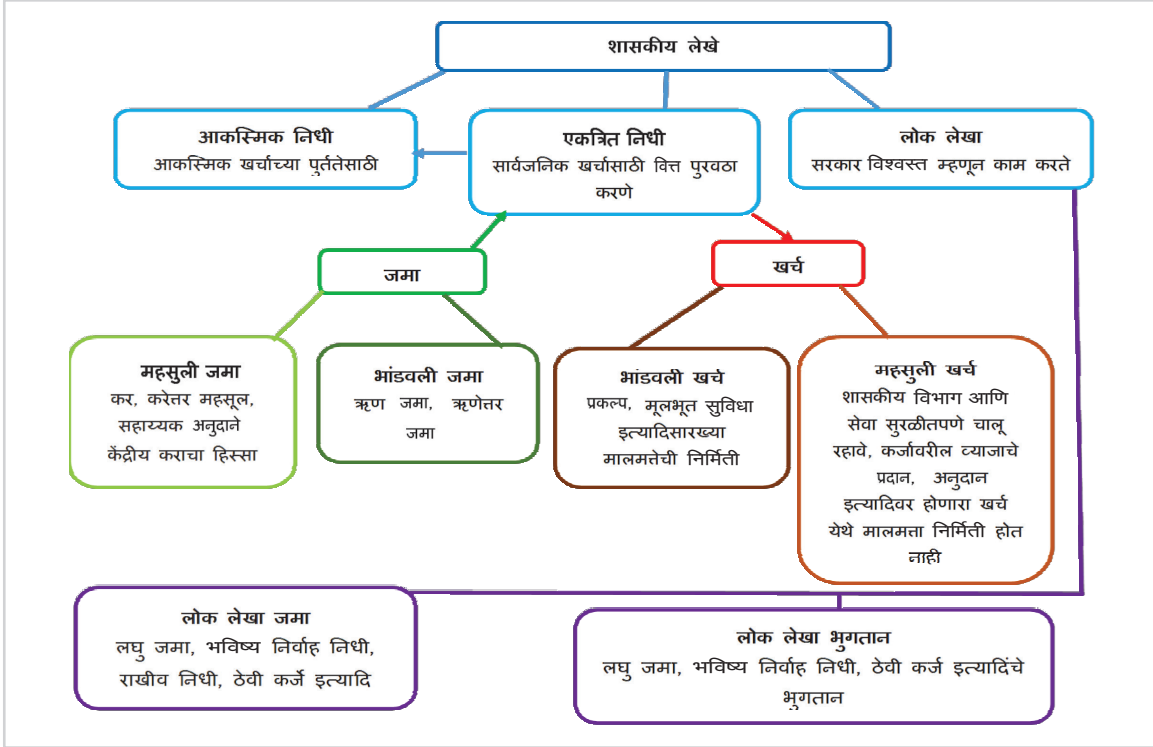 शासकीय लेखे
आकस्मिक निधी
आकस्मिक खर्चाच्या पुर्ततेसाठी
एकत्रित निधी
सार्वजनिक खर्चासाठी वित्त पुरवठा
करणे
लोक लेखा
सरकार विश्वस्त म्हणून काम करते
जमा
खर्च
महसुली जमा
कर, करेत्तर महसूल,
सहाय्यक अनुदाने
केंद्रीय कराचा हिस्सा
भांडवली जमा
ऋण जमा, ऋणेत्तर
जमा
भांडवली खर्च
प्रकल्प, मूलभूत सुविधा
इत्यादिसारख्या
मालमत्तेची निर्मिती
महसुली खर्च
शासकीय विभाग आणि
सेवा सुरळीतपणे चालू
रहावे, कर्जावरील व्याजाचे
प्रदान, अनुदान
इत्यादिवर होणारा खर्च
येथे मालमत्ता निर्मिती होत
नाही
लोक लेखा जमा
लघु जमा, भविष्य निर्वाह निधी,
राखीव निधी, ठेवी कर्जे इत्यादि
लोक लेखा भुगतान
लघु जमा, भविष्य निर्वाह निधी, ठेवी कर्ज इत्यादिंचे
भुगतान